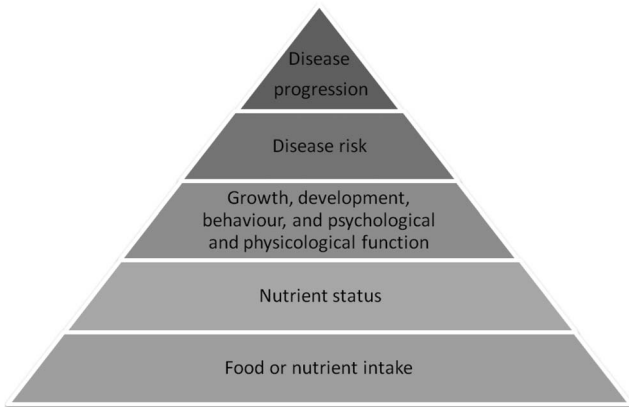 Disease
progression
Disease risk
Growth, development,
behaviour, and psychological
and physicological function
Nutrient status
Food or nutrient intake